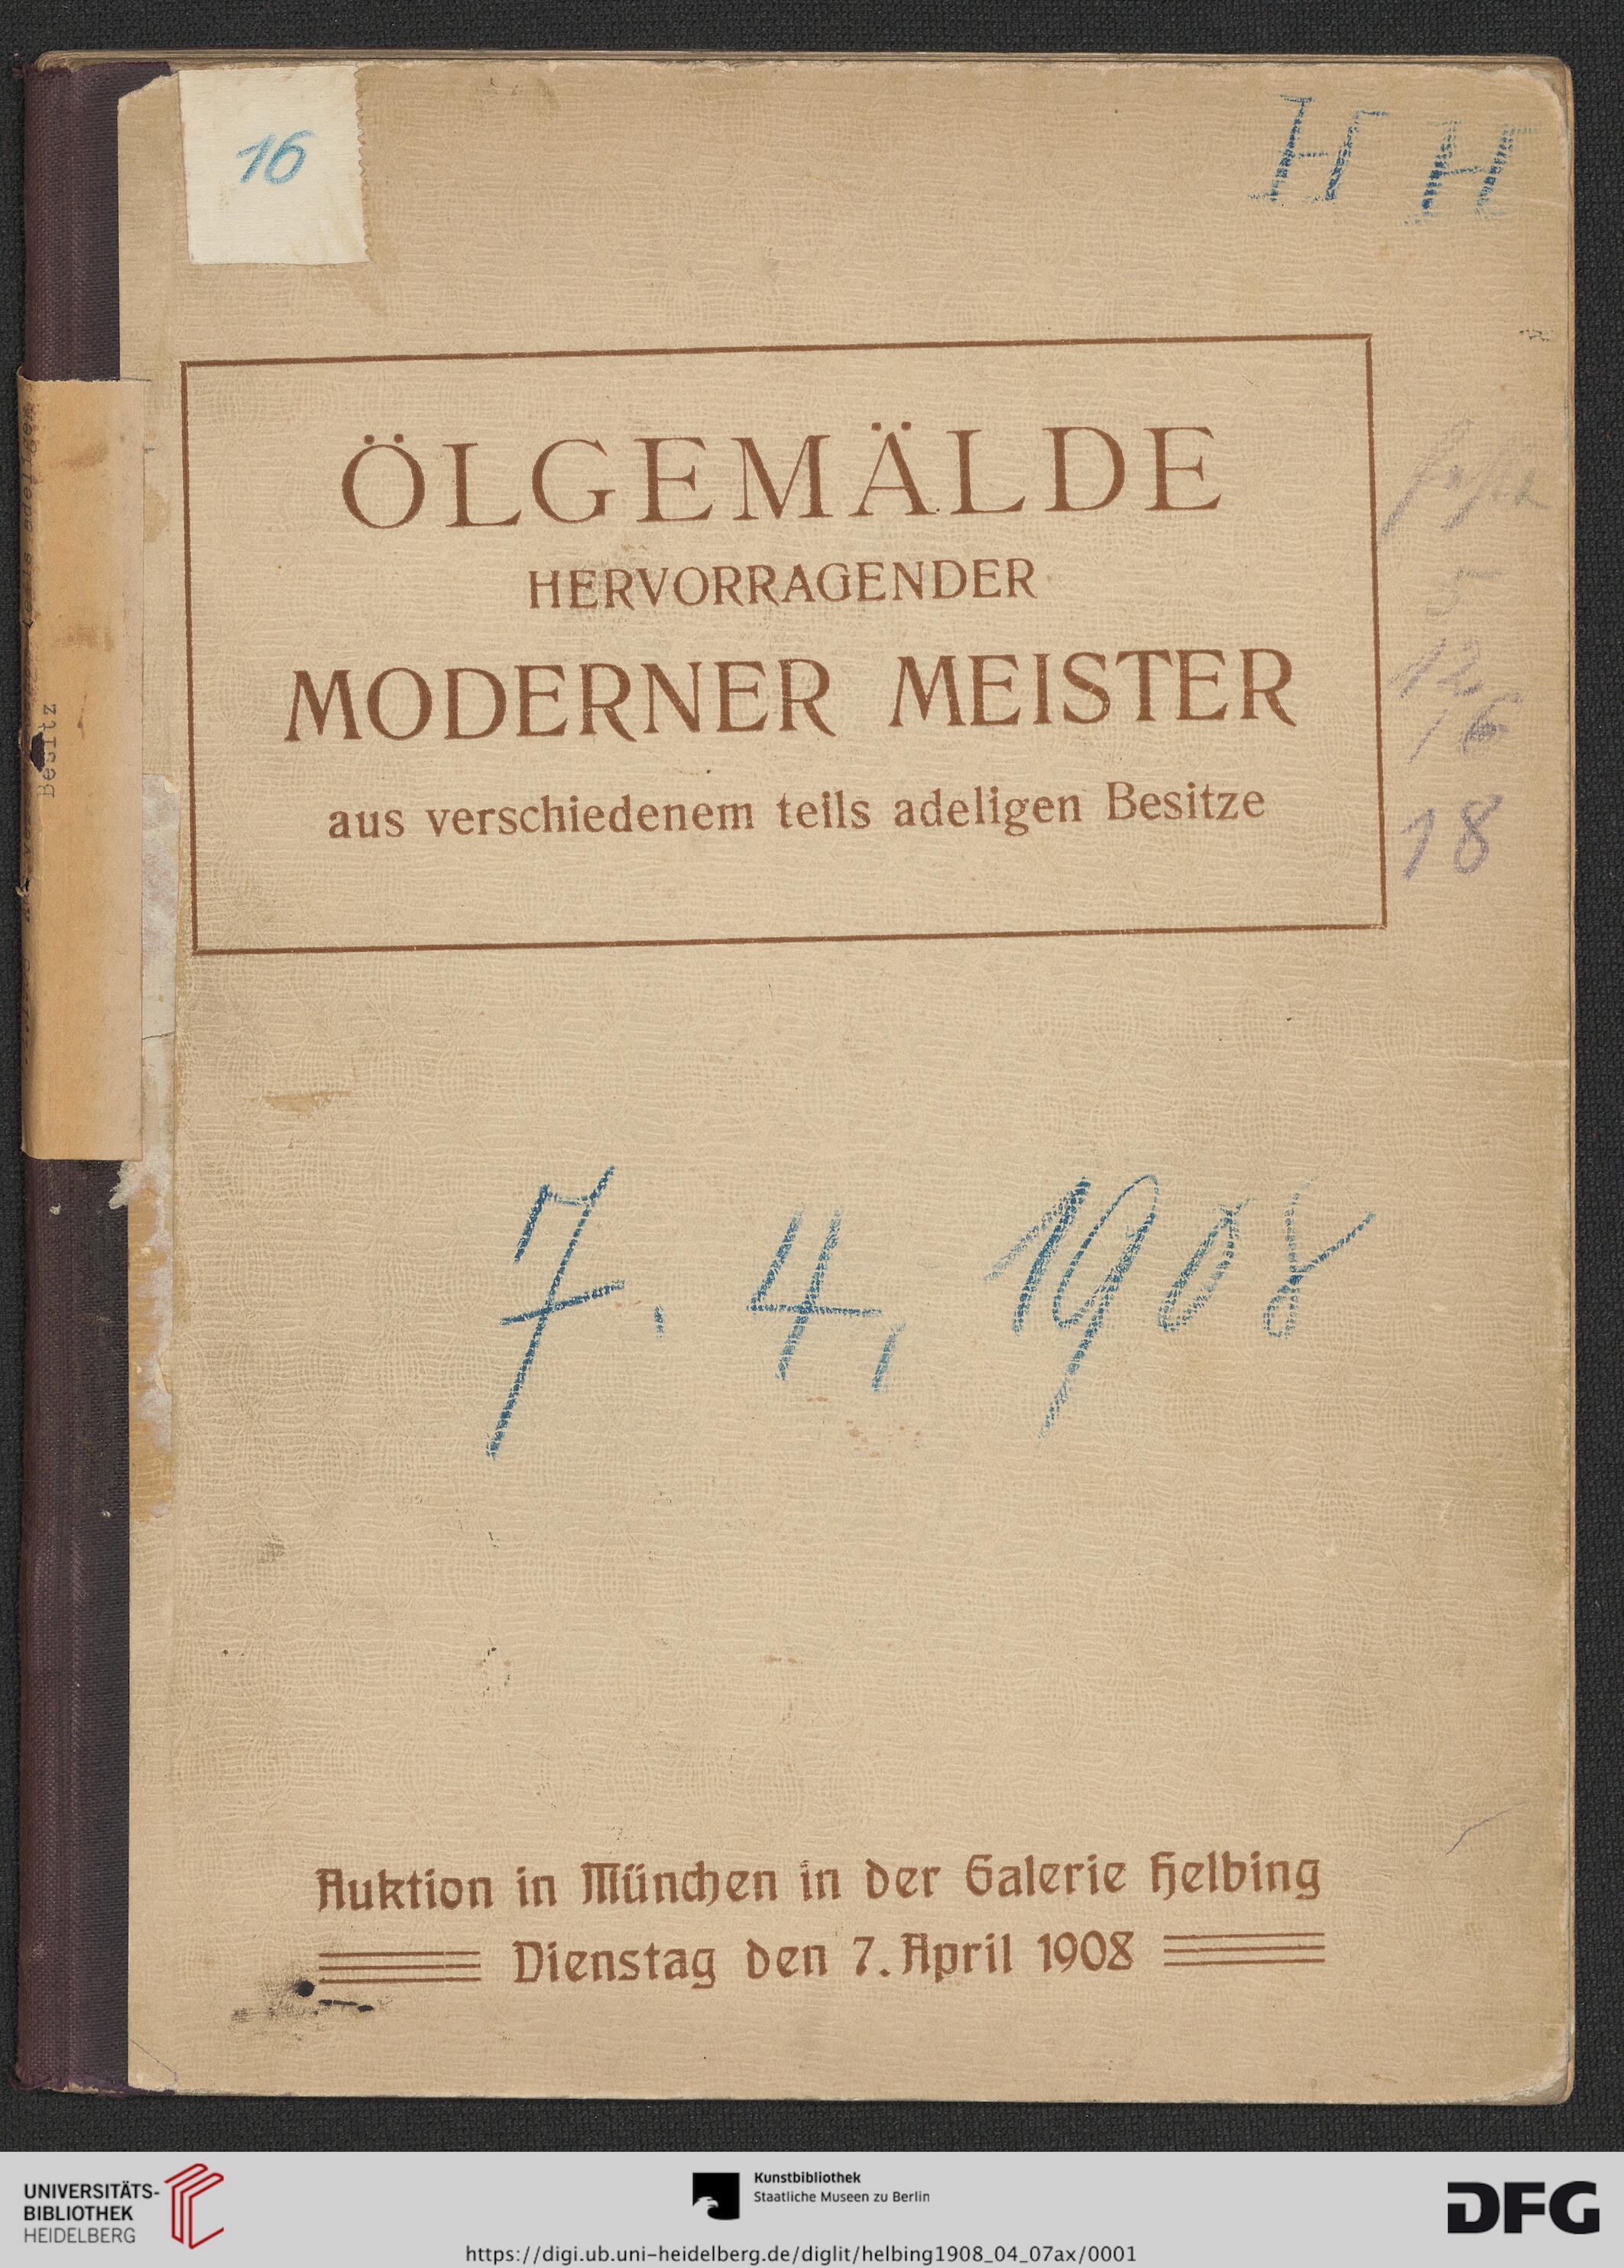 16
H H
ÖLGEMÄLDE
HERVORRAGENDER
MODERNER MEISTER
aus verschiedenem teils adeligen Besitze
5
12
16
18
Besitz
7. 4. 1908
Auktion in München in der Galerie Helbing
Dienstag den 7. April 1908
UNIVERSITÄTS-
BIBLIOTHEK
HEIDELBERG
Kunstbibliothek
Staatliche Museen zu Berlin
DFG
https://digi.ub.uni-heidelberg.de/diglit/helbing1908_04_07ax/0001